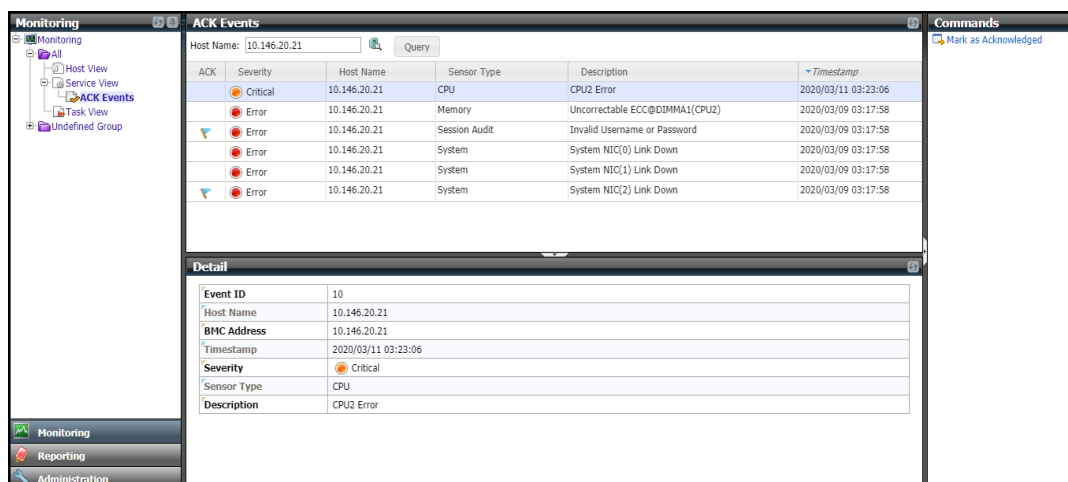 Monitoring
Monitoring
All
Host View
Service View
ACK Events
Task View
Undefined Group
Monitoring
Reporting
Administration
ACK Events
Host Name: 10.146.20.21 Query
ACK Severity Host Name Sensor Type Description Timestamp
Critical 10.146.20.21 CPU CPU2 Error 2020/03/11 03:23:06
Error 10.146.20.21 Memory Uncorrectable ECC@DIMMA1(CPU2) 2020/03/09 03:17:58
Error 10.146.20.21 Session Audit Invalid Username or Password 2020/03/09 03:17:58
Error 10.146.20.21 System System NIC(0) Link Down 2020/03/09 03:17:58
Error 10.146.20.21 System System NIC(1) Link Down 2020/03/09 03:17:58
Error 10.146.20.21 System System NIC(2) Link Down 2020/03/09 03:17:58
Detail
Event ID 10
Host Name 10.146.20.21
BMC Address 10.146.20.21
Timestamp 2020/03/11 03:23:06
Severity Critical
Sensor Type CPU
Description CPU2 Error
Commands
Mark as Acknowledged